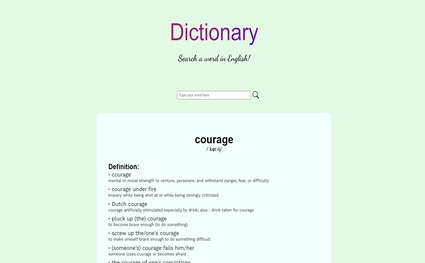 Dictionary
Search a word in English!
Type your word here
courage
/ˈkər-ij/
Definition:
• courage
mental or moral strength to venture, persevere, and withstand danger, fear, or difficulty
• courage under fire
bravery while being shot at or while being strongly criticized
• Dutch courage
courage artificially stimulated especially by drink; also : drink taken for courage
• pluck up (the) courage
to become brave enough (to do something)
• screw up the/one's courage
to make oneself brave enough to do something difficult
• (someone's) courage fails him/her
someone loses courage or becomes afraid
• the courage of one's convictions